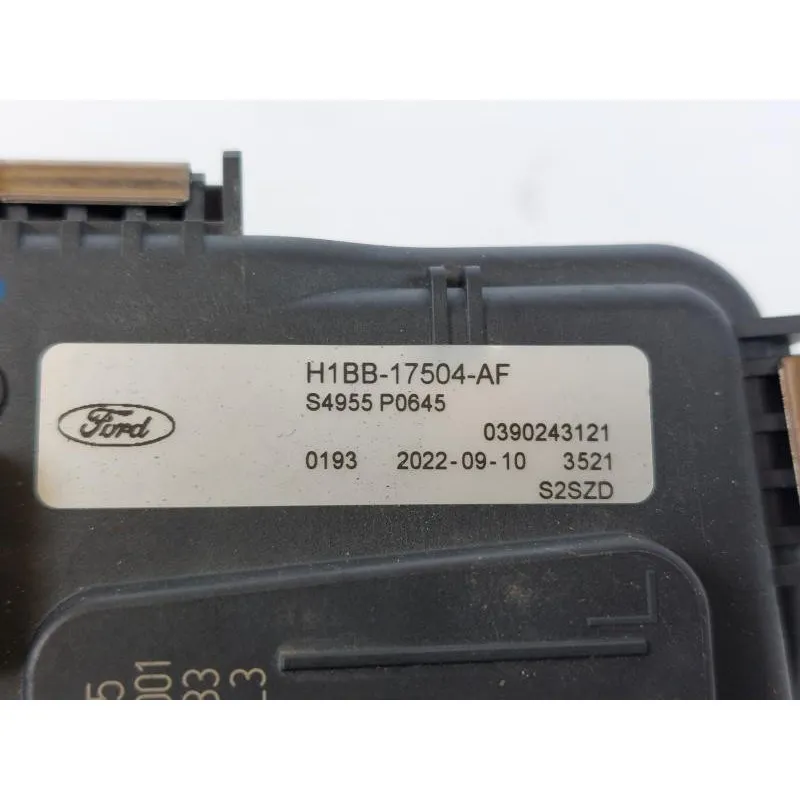 H1BB-17504-AF
S4955 P0645
Ford
0390243121
0193 2022-09-10 3521
S2SZD